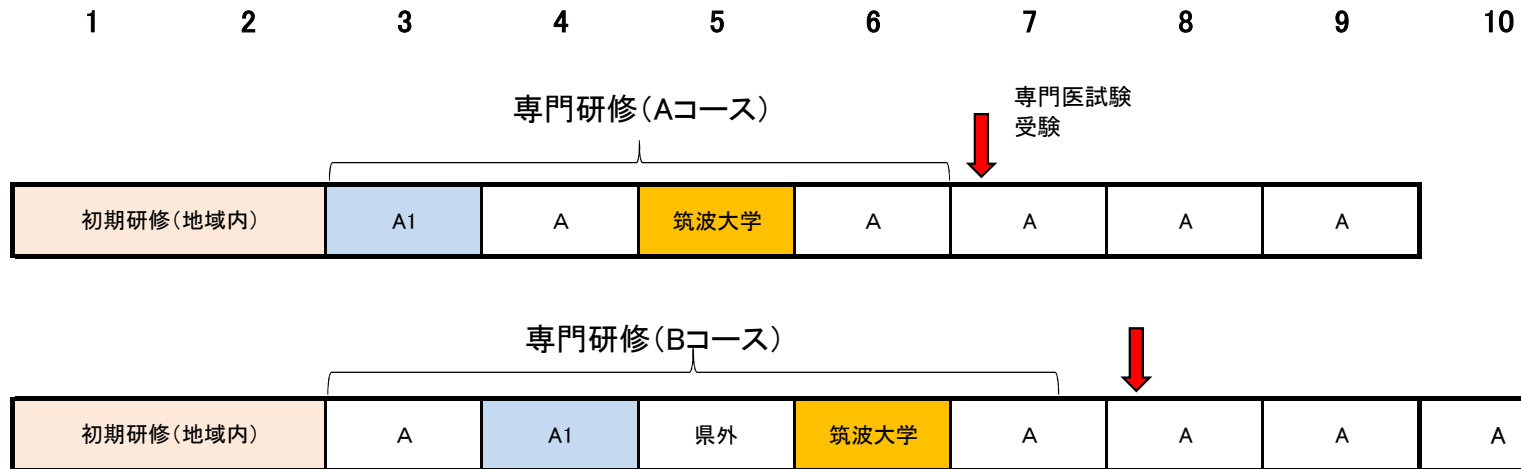 1 2 3 4 5 6 7 8 9 10
専門研修(Aコース)
専門医試験
受験
初期研修(地域内) A1 A 筑波大学 A A A A
専門研修(Bコース)
初期研修(地域内) A A1 県外 筑波大学 A A A A